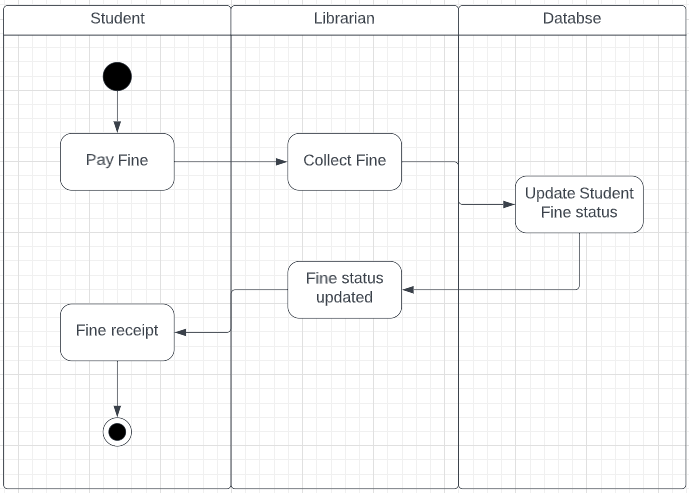 Student
Librarian
Databse
Pay Fine
Collect Fine
Update Student
Fine status
Fine status
updated
Fine receipt